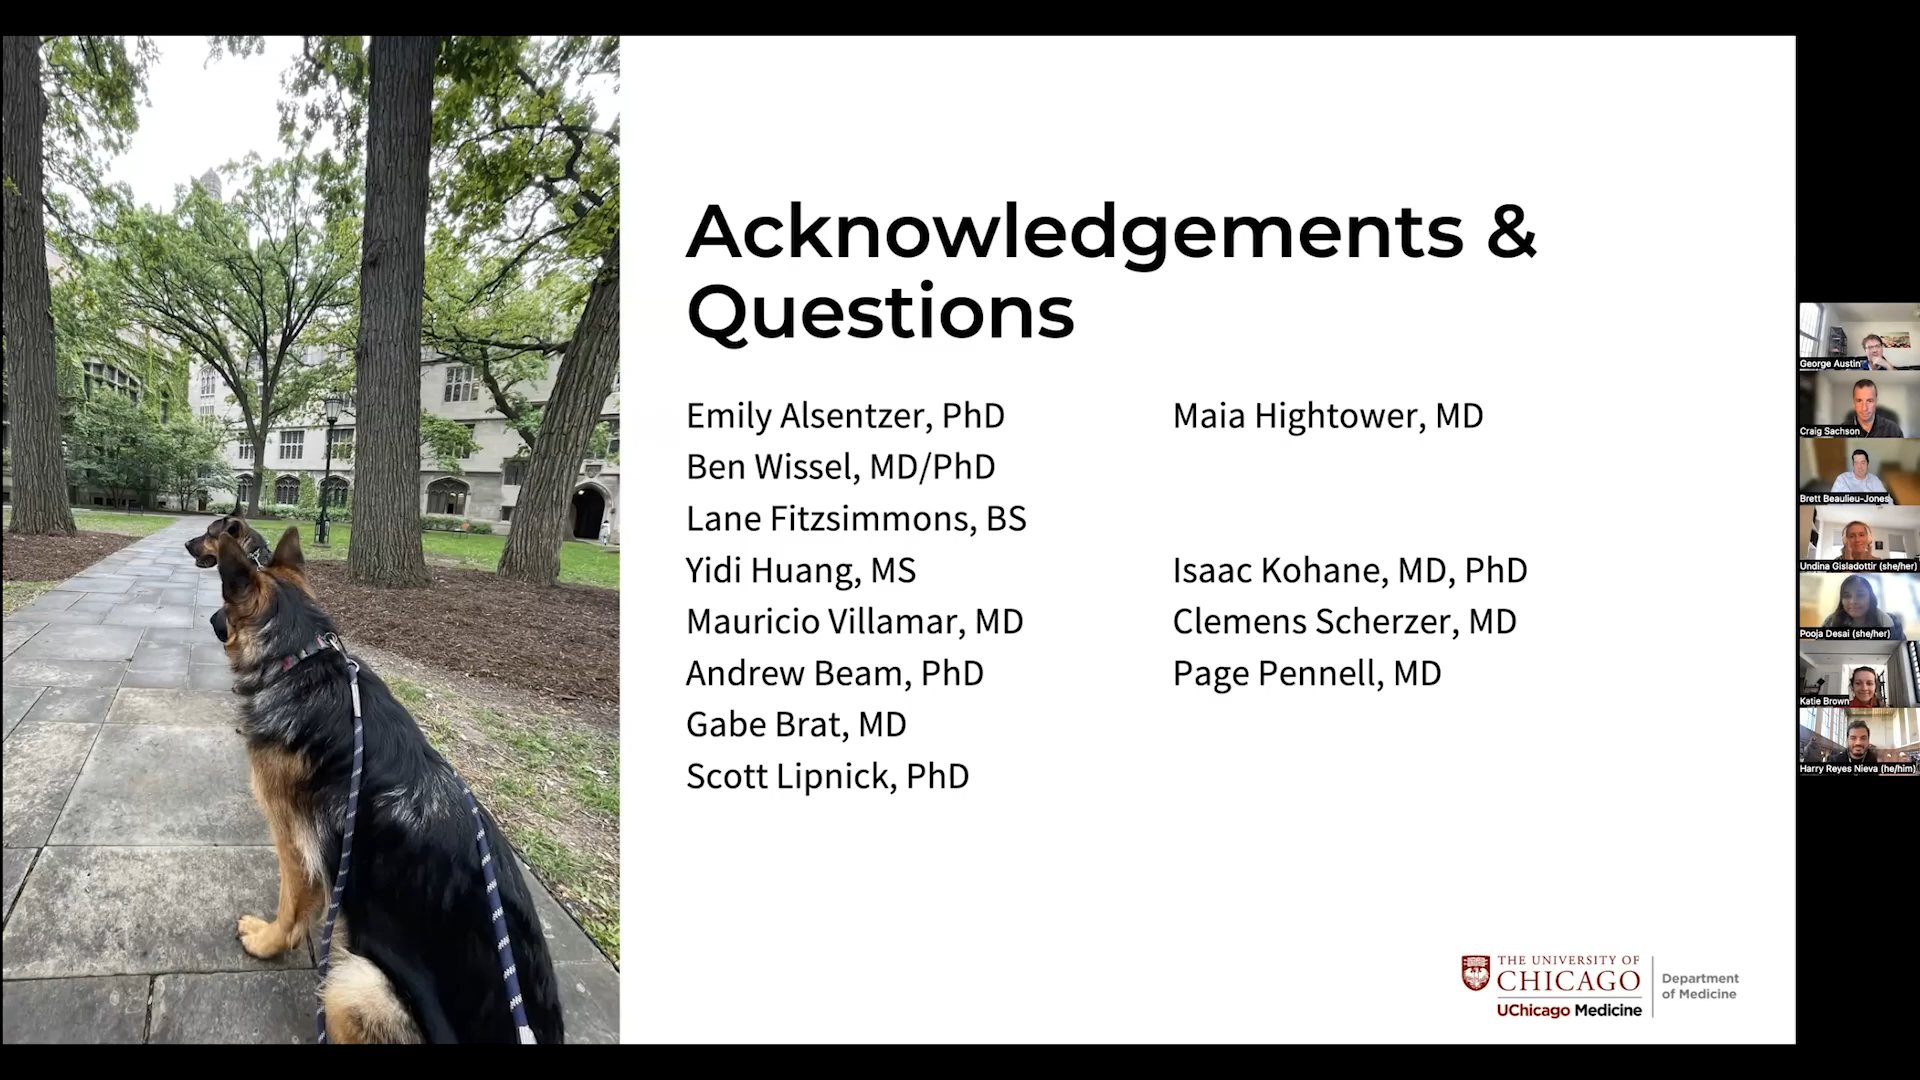 Acknowledgements &
Questions
Emily Alsentzer, PhD
Ben Wissel, MD/PhD
Lane Fitzsimmons, BS
Yidi Huang, MS
Mauricio Villamar, MD
Andrew Beam, PhD
Gabe Brat, MD
Scott Lipnick, PhD
Maia Hightower, MD
Isaac Kohane, MD, PhD
Clemens Scherzer, MD
Page Pennell, MD
THE UNIVERSITY OF
CHICAGO
UChicago Medicine
Department
of Medicine
George Austin
Craig Sachson
Brett Beaulieu-Jones
Undina Gisladottir (she/her)
Pooja Desai (she/her)
Katie Brown
Harry Reyes Nieva (he/him)